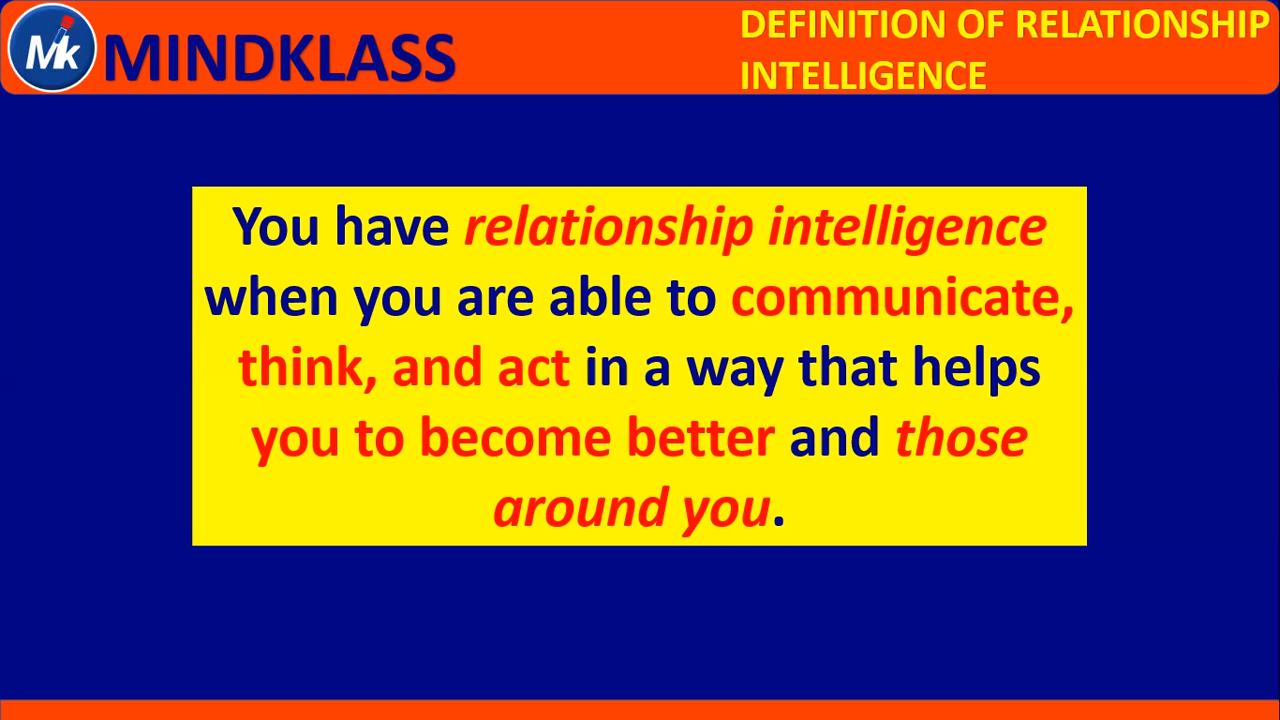 Mk MINDKLASS
DEFINITION OF RELATIONSHIP
INTELLIGENCE
You have relationship intelligence
when you are able to communicate,
think, and act in a way that helps
you to become better and those
around you.